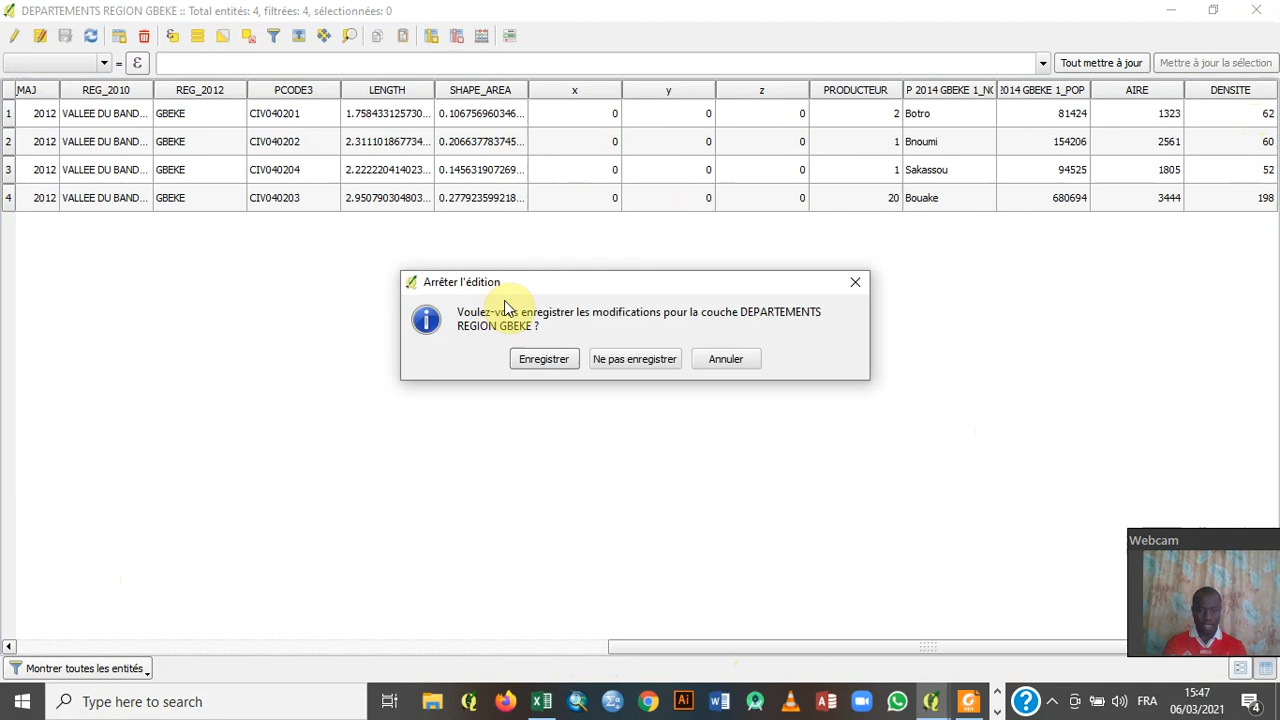 DEPARTEMENTS REGION GBEKE :: Total entités: 4, filtrées: 4, sélectionnées: 0
= ε Tout mettre à jour Mettre à jour la sélection
MAJ REG_2010 REG_2012 PCODE3 LENGTH SHAPE_AREA x y z PRODUCTEUR P 2014 GBEKE 1_NO 2014 GBEKE 1_POP AIRE DENSITE
1 2012 VALLEE DU BAND... GBEKE CIV040201 1.758433125730... 0.106756960346... 0 0 0 2 Botro 81424 1323 62
2 2012 VALLEE DU BAND... GBEKE CIV040202 2.311101867734... 0.206637783745... 0 0 0 1 Bnoumi 154206 2561 60
3 2012 VALLEE DU BAND... GBEKE CIV040204 2.222220414023... 0.145631907269... 0 0 0 1 Sakassou 94525 1805 52
4 2012 VALLEE DU BAND... GBEKE CIV040203 2.950790304803... 0.277923599218... 0 0 0 20 Bouake 680694 3444 198
Arrêter l'édition
Voulez-vous enregistrer les modifications pour la couche DEPARTEMENTS
REGION GBEKE ?
Enregistrer Ne pas enregistrer Annuler
Webcam
Montrer toutes les entités
Type here to search
FRA
15:47
06/03/2021
4